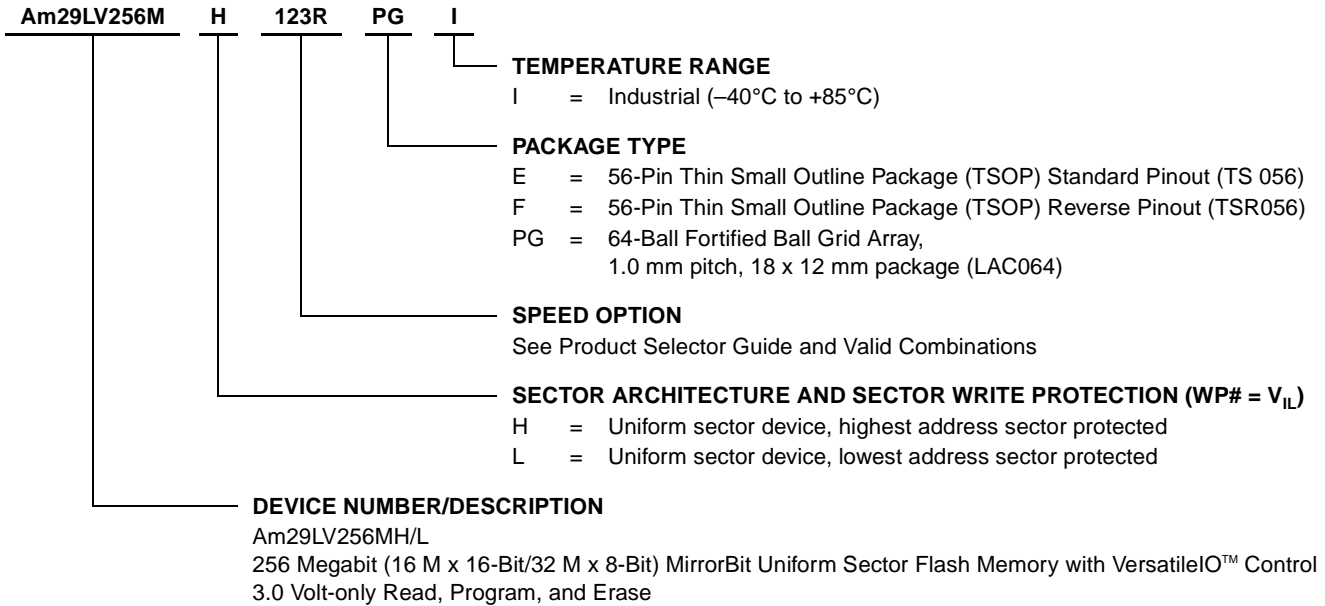 Am29LV256M H 123R PG I
TEMPERATURE RANGE
I = Industrial (–40°C to +85°C)
PACKAGE TYPE
E = 56-Pin Thin Small Outline Package (TSOP) Standard Pinout (TS 056)
F = 56-Pin Thin Small Outline Package (TSOP) Reverse Pinout (TSR056)
PG = 64-Ball Fortified Ball Grid Array,
1.0 mm pitch, 18 x 12 mm package (LAC064)
SPEED OPTION
See Product Selector Guide and Valid Combinations
SECTOR ARCHITECTURE AND SECTOR WRITE PROTECTION (WP# = VIL)
H = Uniform sector device, highest address sector protected
L = Uniform sector device, lowest address sector protected
DEVICE NUMBER/DESCRIPTION
Am29LV256MH/L
256 Megabit (16 M x 16-Bit/32 M x 8-Bit) MirrorBit Uniform Sector Flash Memory with VersatileIO™ Control
3.0 Volt-only Read, Program, and Erase